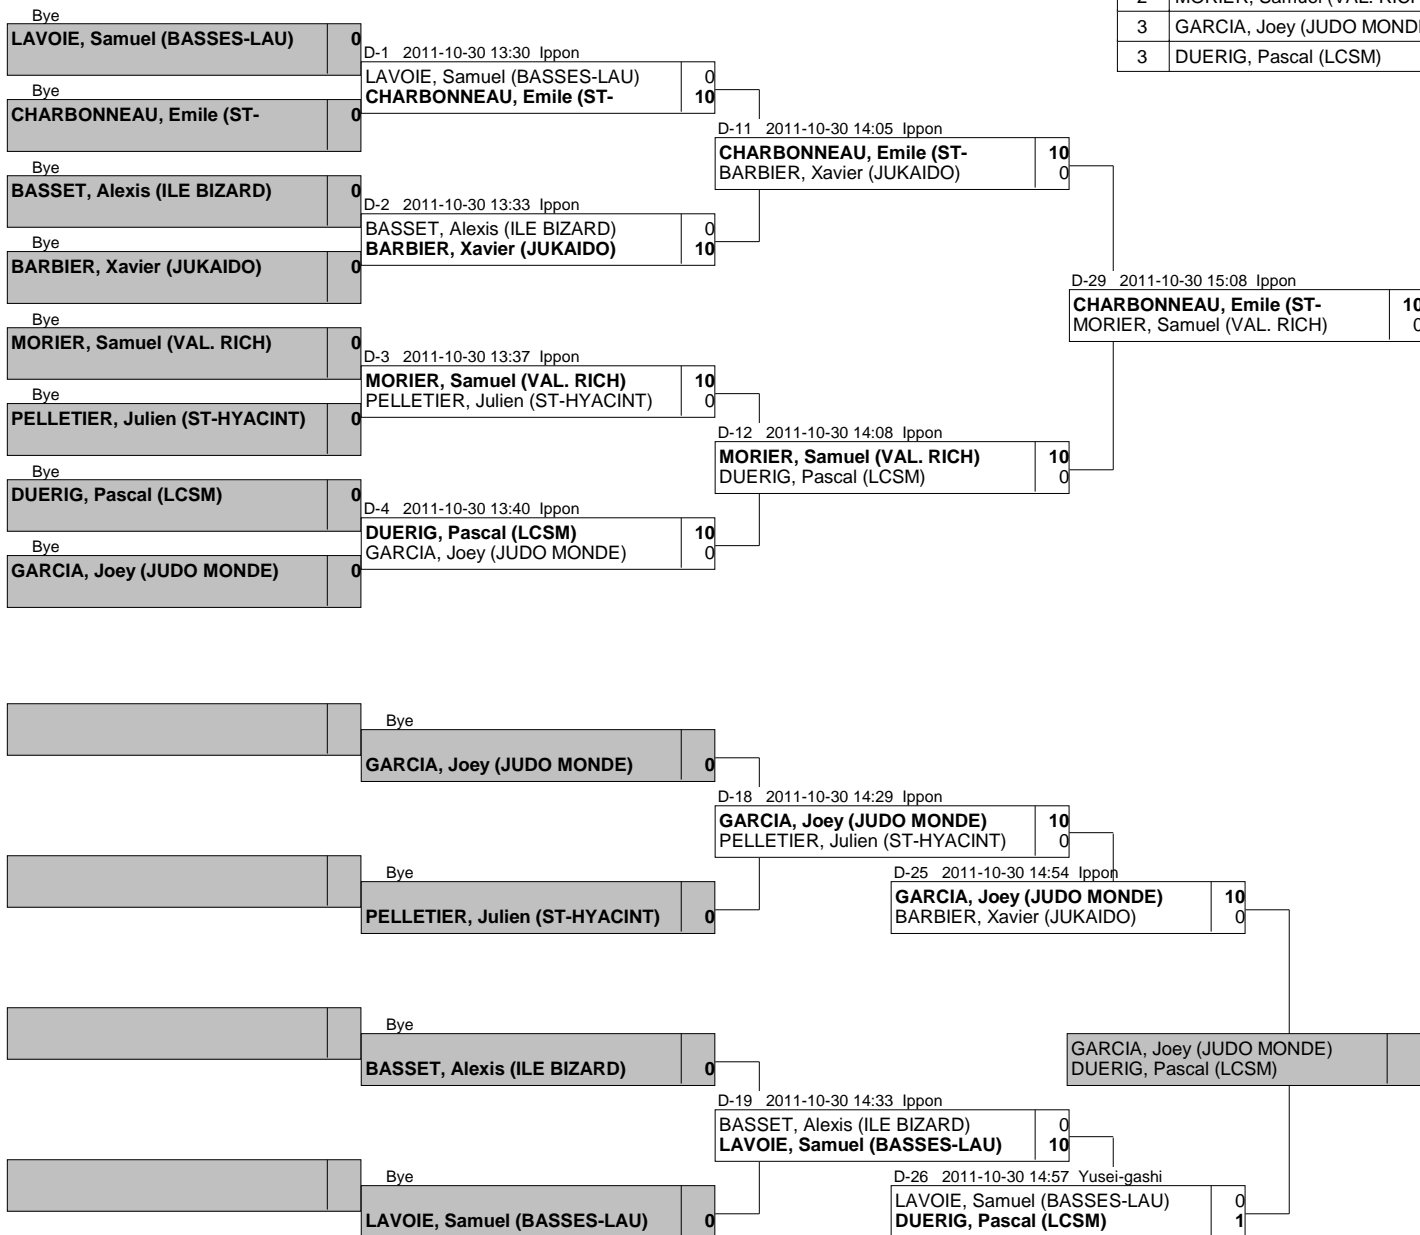 3 GARCIA, Joey (JUDO MONDE
3 DUERIG, Pascal (LCSM)
Bye
LAVOIE, Samuel (BASSES-LAU) 0
Bye
CHARBONNEAU, Emile (ST- 0
Bye
BASSET, Alexis (ILE BIZARD) 0
Bye
BARBIER, Xavier (JUKAIDO) 0
Bye
MORIER, Samuel (VAL. RICH) 0
Bye
PELLETIER, Julien (ST-HYACINT) 0
Bye
DUERIG, Pascal (LCSM) 0
Bye
GARCIA, Joey (JUDO MONDE) 0
D-1 2011-10-30 13:30 Ippon
LAVOIE, Samuel (BASSES-LAU) 0
CHARBONNEAU, Emile (ST- 10
D-2 2011-10-30 13:33 Ippon
BASSET, Alexis (ILE BIZARD) 0
BARBIER, Xavier (JUKAIDO) 10
D-3 2011-10-30 13:37 Ippon
MORIER, Samuel (VAL. RICH) 10
PELLETIER, Julien (ST-HYACINT) 0
D-4 2011-10-30 13:40 Ippon
DUERIG, Pascal (LCSM) 10
GARCIA, Joey (JUDO MONDE) 0
D-11 2011-10-30 14:05 Ippon
CHARBONNEAU, Emile (ST- 10
BARBIER, Xavier (JUKAIDO) 0
D-12 2011-10-30 14:08 Ippon
MORIER, Samuel (VAL. RICH) 10
DUERIG, Pascal (LCSM) 0
D-29 2011-10-30 15:08 Ippon
CHARBONNEAU, Emile (ST- 10
MORIER, Samuel (VAL. RICH) 0
Bye
GARCIA, Joey (JUDO MONDE) 0
Bye
PELLETIER, Julien (ST-HYACINT) 0
Bye
BASSET, Alexis (ILE BIZARD) 0
Bye
LAVOIE, Samuel (BASSES-LAU) 0
D-18 2011-10-30 14:29 Ippon
GARCIA, Joey (JUDO MONDE) 10
PELLETIER, Julien (ST-HYACINT) 0
D-25 2011-10-30 14:54 Ippon
GARCIA, Joey (JUDO MONDE) 10
BARBIER, Xavier (JUKAIDO) 0
D-19 2011-10-30 14:33 Ippon
BASSET, Alexis (ILE BIZARD) 0
LAVOIE, Samuel (BASSES-LAU) 10
D-26 2011-10-30 14:57 Yusei-gashi
LAVOIE, Samuel (BASSES-LAU) 0
DUERIG, Pascal (LCSM) 1
GARCIA, Joey (JUDO MONDE)
DUERIG, Pascal (LCSM)